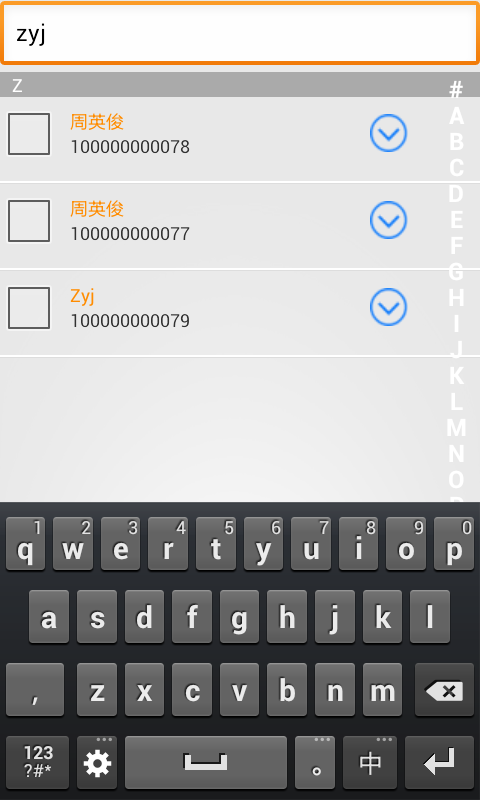 zyj
Z
周英俊
100000000078
周英俊
100000000077
Zyj
100000000079
#
A
B
C
D
E
F
G
H
I
J
K
L
M
N
O
1 2 3 4 5 6 7 8 9 0
q w e r t y u i o p
a s d f g h j k l
, z x c v b n m
123
?#*
。 中